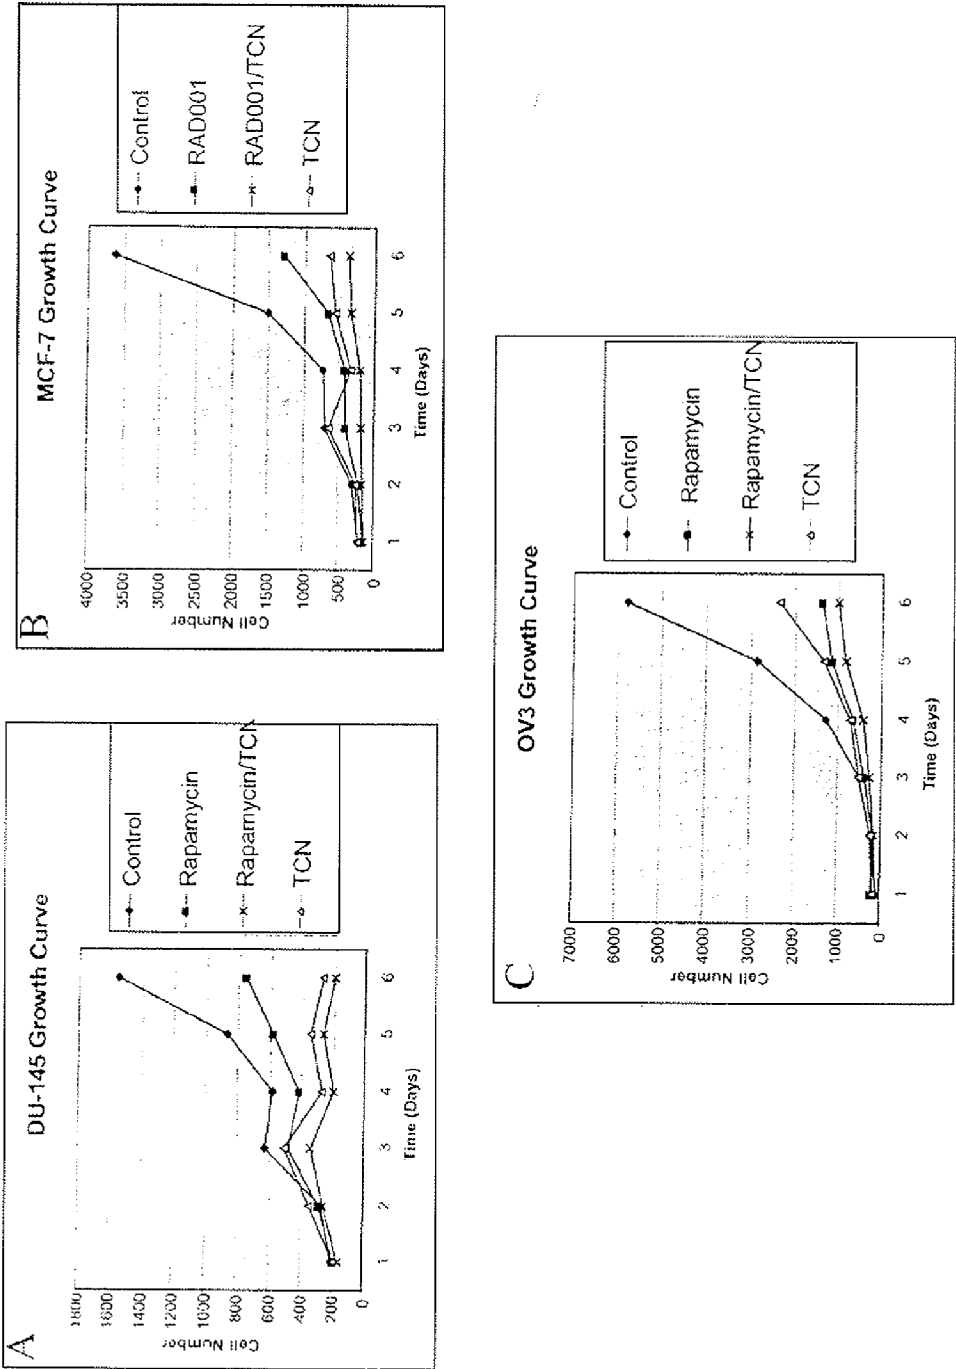 A
DU-145 Growth Curve
1800
1600
1400
1200
1000
800
600
400
200
0
Cell Number
1 2 3 4 5 6
Time (Days)
Control
Rapamycin
Rapamycin/TCN
TCN
B
MCF-7 Growth Curve
4000
3500
3000
2500
2000
1500
1000
500
0
Cell Number
1 2 3 4 5 6
Time (Days)
Control
RAD001
RAD001/TCN
TCN
C
OV3 Growth Curve
7000
6000
5000
4000
3000
2000
1000
0
Cell Number
1 2 3 4 5 6
Time (Days)
Control
Rapamycin
Rapamycin/TCN
TCN